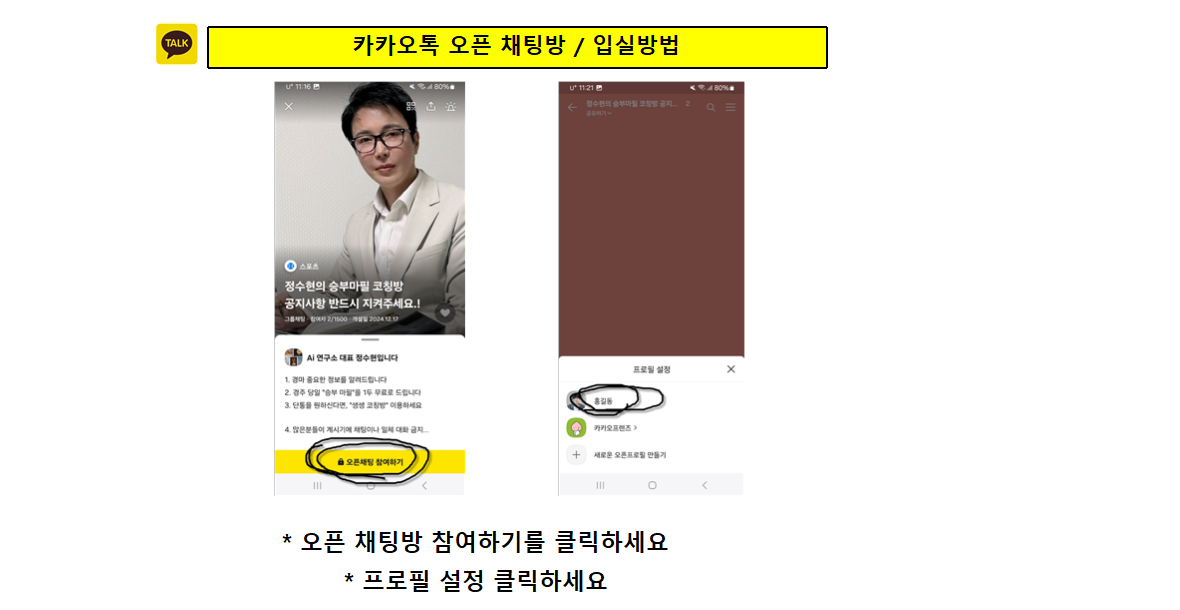 TALK
카카오톡 오픈 채팅방 / 입실방법
U+ 11:16
80%
스포츠
정수현의 승부마필 코칭방
공지사항 반드시 지켜주세요.!
그룹채팅 · 참여자 2/1500 · 개설일 2024.12.17
Ai 연구소 대표 정수현입니다
1. 경마 중요한 정보를 알려드립니다
2. 경주 당일 "승부 마필"을 1두 무료로 드립니다
3. 단통을 원하신다면, "생생 코칭방" 이용하세요
4. 많은분들이 계시기에 채팅이나 일체 대화 금지...
오픈채팅 참여하기
U+ 11:21
80%
정수현의 승부마필 코칭방 공지... 2
공유하기
프로필 설정
홍길동
카카오프렌즈 >
새로운 오픈프로필 만들기
* 오픈 채팅방 참여하기를 클릭하세요
* 프로필 설정 클릭하세요